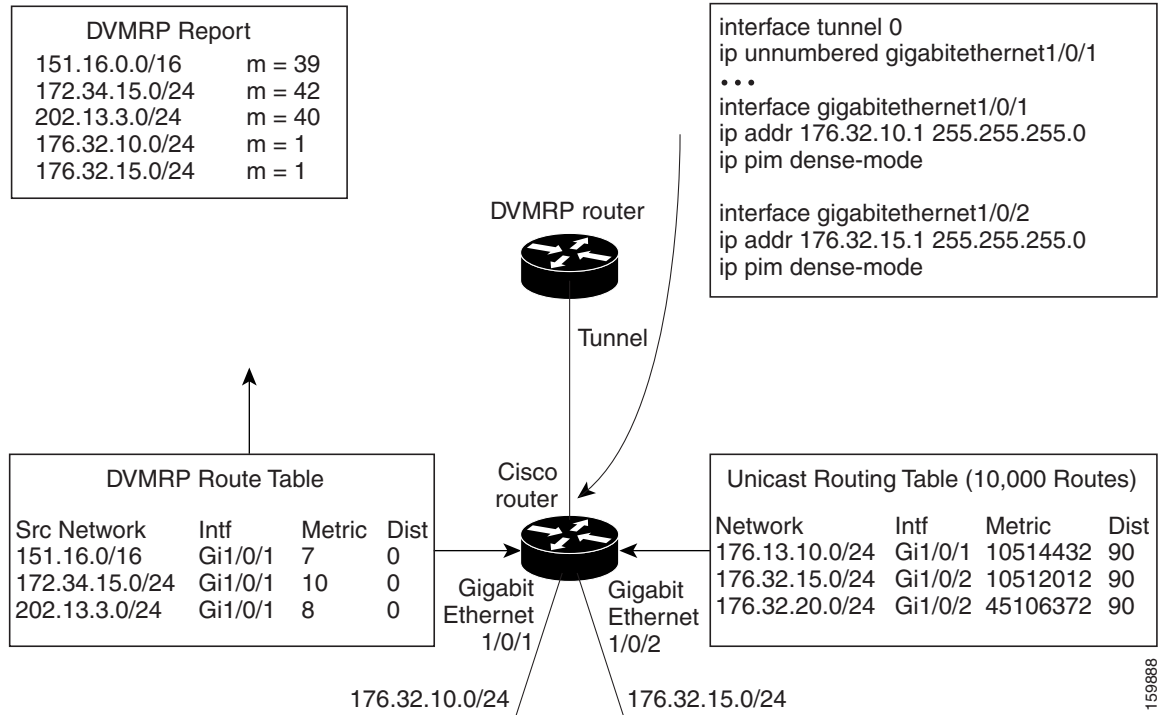 DVMRP Report
151.16.0.0/16 m = 39
172.34.15.0/24 m = 42
202.13.3.0/24 m = 40
176.32.10.0/24 m = 1
176.32.15.0/24 m = 1
interface tunnel 0
ip unnumbered gigabitethernet1/0/1
• • •
interface gigabitethernet1/0/1
ip addr 176.32.10.1 255.255.255.0
ip pim dense-mode
interface gigabitethernet1/0/2
ip addr 176.32.15.1 255.255.255.0
ip pim dense-mode
DVMRP router
Tunnel
Cisco
router
DVMRP Route Table
Src Network Intf Metric Dist
151.16.0/16 Gi1/0/1 7 0
172.34.15.0/24 Gi1/0/1 10 0
202.13.3.0/24 Gi1/0/1 8 0
Gigabit
Ethernet
1/0/1
Gigabit
Ethernet
1/0/2
Unicast Routing Table (10,000 Routes)
Network Intf Metric Dist
176.13.10.0/24 Gi1/0/1 10514432 90
176.32.15.0/24 Gi1/0/2 10512012 90
176.32.20.0/24 Gi1/0/2 45106372 90
176.32.10.0/24
176.32.15.0/24
159888